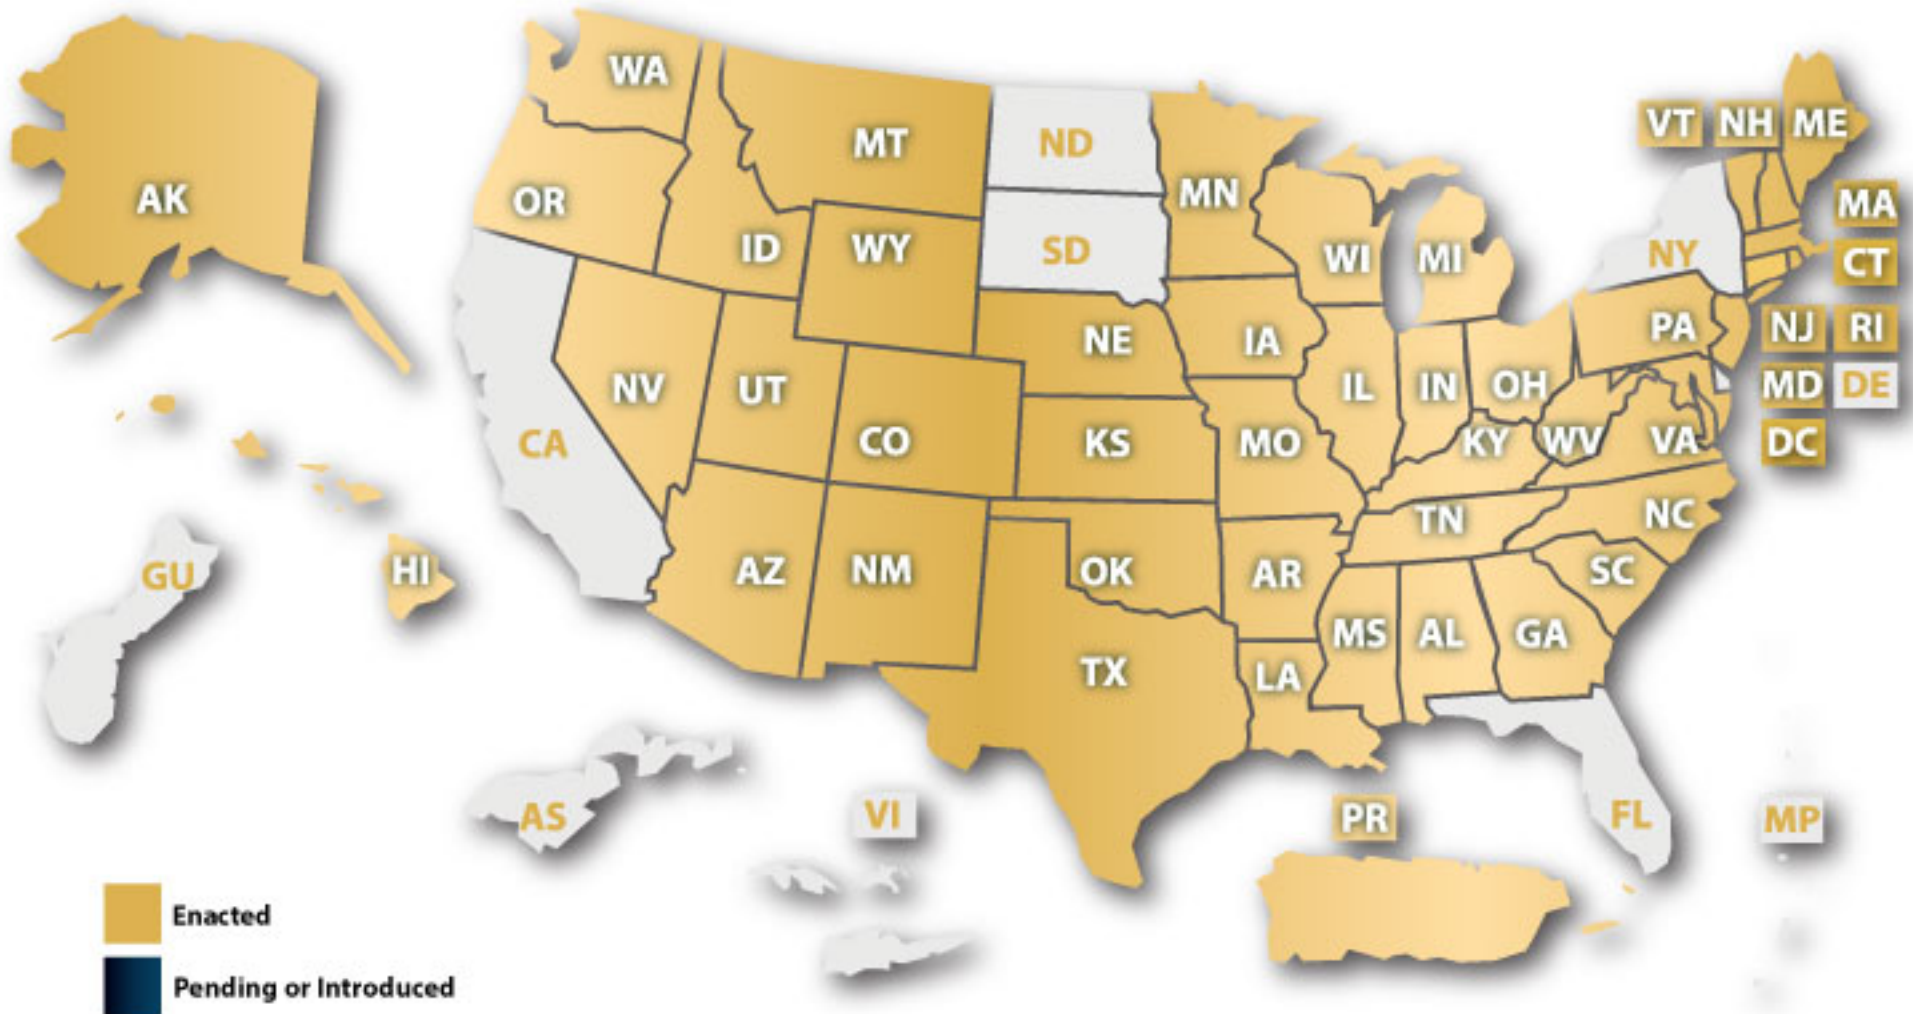 WA
VT NH ME
MT
ND
AK
OR
MN
MA
ID
WY
SD
WI
MI
NY
CT
NE
IA
PA
NJ
RI
NV
UT
IL
IN
OH
MD
DE
CA
CO
KS
MO
KY
WV
VA
DC
TN
NC
GU
HI
AZ
NM
OK
AR
SC
MS
AL
GA
TX
LA
AS
VI
PR
FL
MP
Enacted
Pending or Introduced